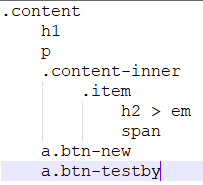 .content
    h1
    p
    .content-inner
        .item
            h2 > em
            span
    a.btn-new
    a.btn-testby